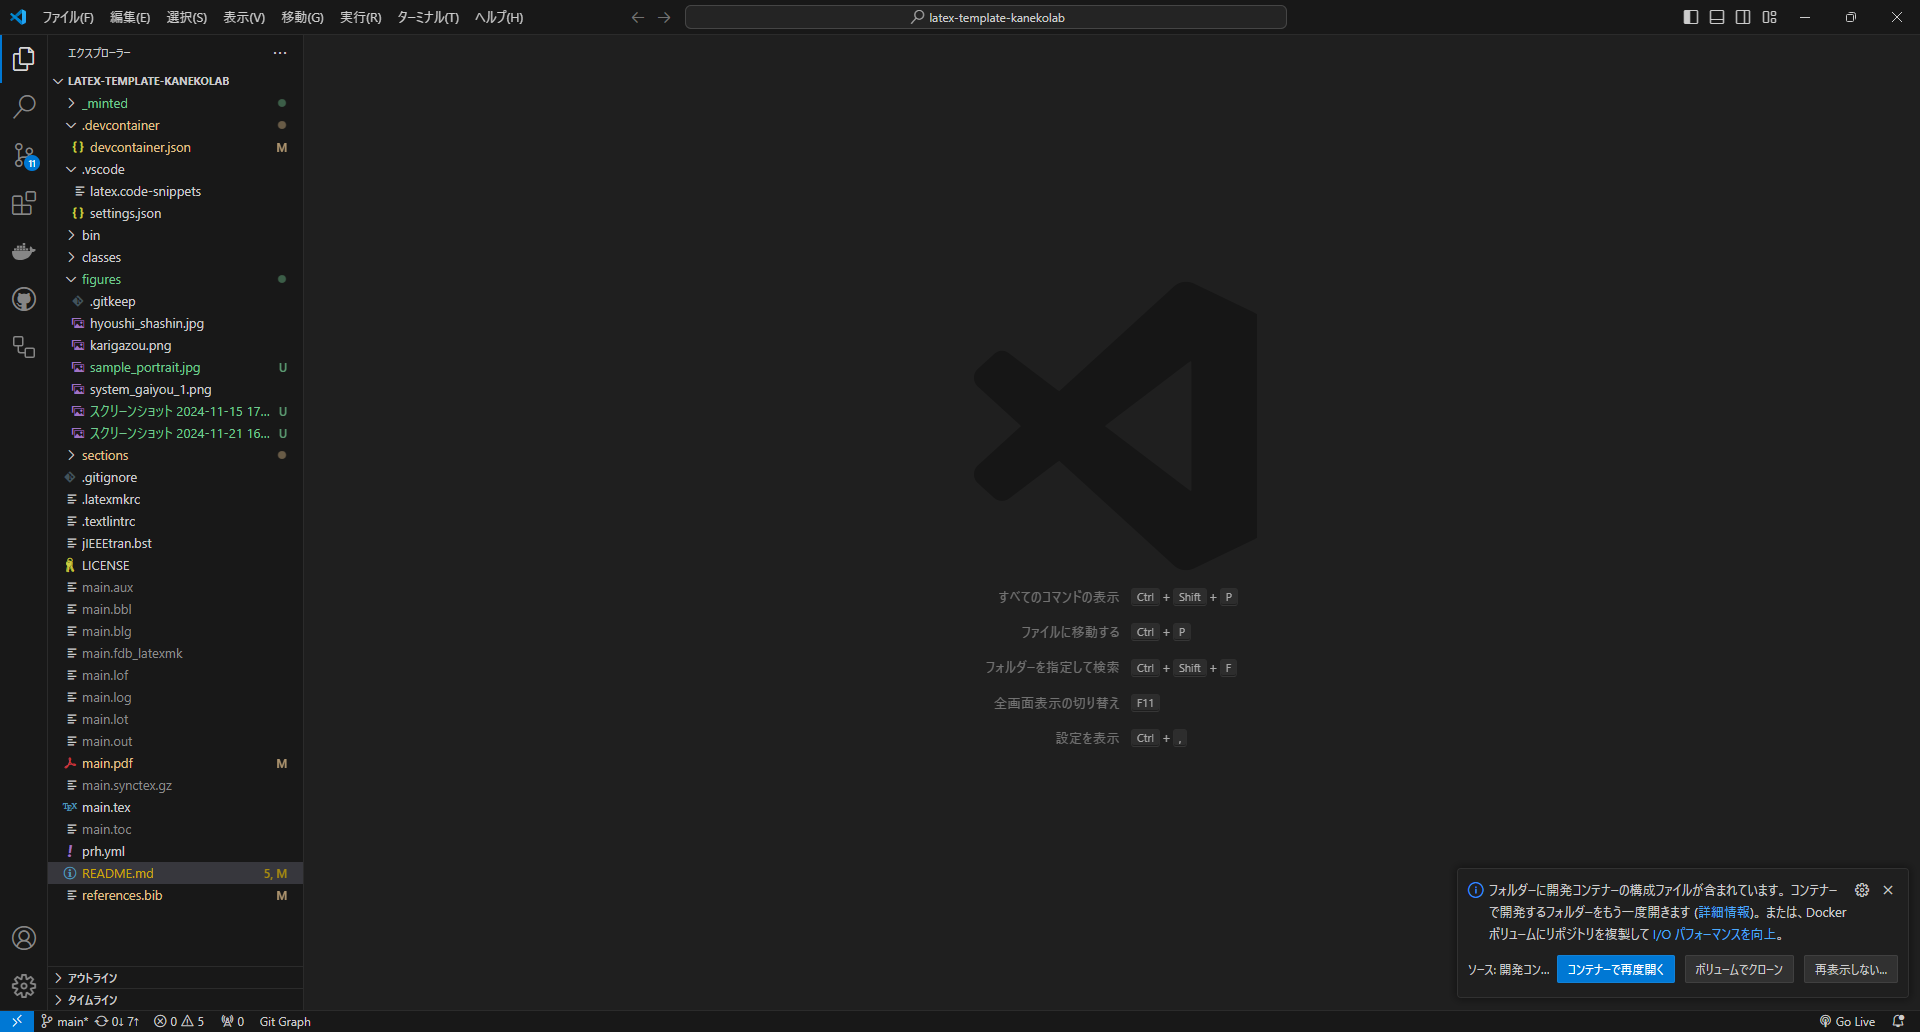 ファイル(F) 編集(E) 選択(S) 表示(V) 移動(G) 実行(R) ターミナル(T) ヘルプ(H)
latex-template-kanekolab
エクスプローラー
LATEX-TEMPLATE-KANEKOLAB
_minted
.devcontainer
devcontainer.json M
.vscode
latex.code-snippets
settings.json
bin
classes
figures
.gitkeep
hyoushi_shashin.jpg
karigazou.png
sample_portrait.jpg U
system_gaiyou_1.png
スクリーンショット 2024-11-15 17... U
スクリーンショット 2024-11-21 16... U
sections
.gitignore
.latexmkrc
.textlintrc
jIEEEtran.bst
LICENSE
main.aux
main.bbl
main.blg
main.fdb_latexmk
main.lof
main.log
main.lot
main.out
main.pdf M
main.synctex.gz
TEX main.tex
main.toc
prh.yml
README.md 5, M
references.bib M
アウトライン
タイムライン
11
すべてのコマンドの表示 Ctrl + Shift + P
ファイルに移動する Ctrl + P
フォルダーを指定して検索 Ctrl + Shift + F
全画面表示の切り替え F11
設定を表示 Ctrl + ,
フォルダーに開発コンテナーの構成ファイルが含まれています。コンテナー
で開発するフォルダーをもう一度開きます (詳細情報)。または、Docker
ボリュームにリポジトリを複製して I/O パフォーマンスを向上。
ソース: 開発コン... コンテナーで再度開く ボリュームでクローン 再表示しない...
main* 0↓ 7↑ 0 5 0 Git Graph
Go Live